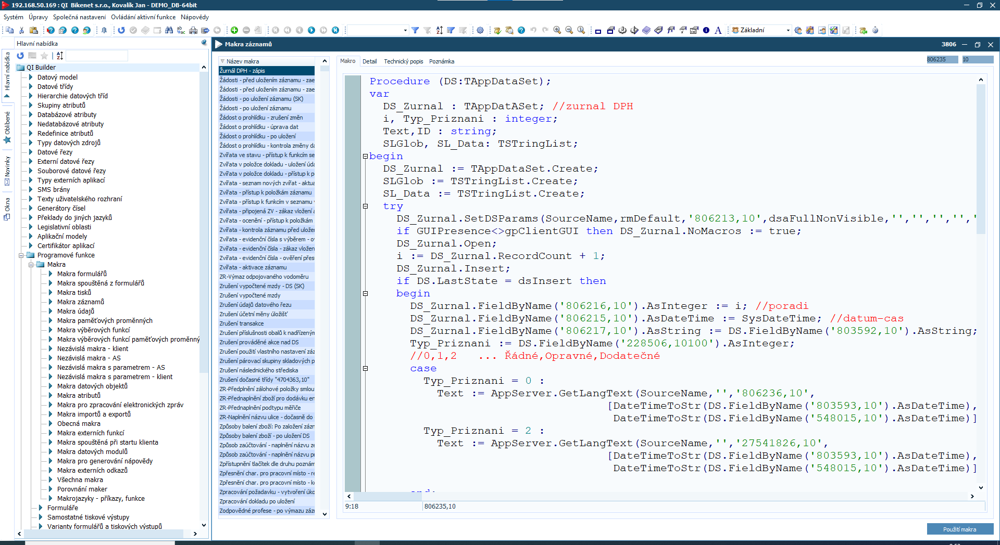 192.168.50.169 : QI Bikenet s.r.o., Kovalík Jan - DEMO_DB-64bit
Systém Úpravy Společná nastavení Ovládání aktivní funkce Nápovědy
Základní
Hlavní nabídka
Hlavní nabídka
Oblíbené
Novinky
Okna
QI Builder
Datový model
Datové třídy
Hierarchie datových tříd
Skupiny atributů
Databázové atributy
Nedatabázové atributy
Redefinice atributů
Typy datových zdrojů
Datové řezy
Externí datové řezy
Souborové datové řezy
Typy externích aplikací
SMS brány
Texty uživatelského rozhraní
Generátory čísel
Překlady do jiných jazyků
Legislativní oblasti
Aplikační modely
Certifikátor aplikací
Programové funkce
Makra
Makra formulářů
Makra spouštěná z formulářů
Makra tisků
Makra záznamů
Makra údajů
Makra paměťových proměnných
Makra výběrových funkcí
Makra výběrových funkcí paměťových proměnný
Nezávislá makra - klient
Nezávislá makra - AS
Nezávislá makra s parametrem - AS
Nezávislá makra s parametrem - klient
Makra datových objektů
Makra atributů
Makra pro zpracování elektronických zpráv
Makra importů a exportů
Obecná makra
Makra externích funkcí
Makra spouštěná při startu klienta
Makra datových modulů
Makra pro generování nápovědy
Makra externích odkazů
Všechna makra
Porovnání maker
Makrojazyky - příkazy, funkce
Formuláře
Samostatné tiskové výstupy
Varianty formulářů a tiskových výstupů
Makra záznamů 3806
Název makra
Žurnál DPH - zápis
Žádosti - před uložením záznamu - zae
Žádosti - před uložením záznamu - zae
Žádosti - po uložení záznamu (SK)
Žádosti - po uložení záznamu
Žádost o prohlídku - zrušení změn
Žádost o prohlídku - úprava dat
Žádost o prohlídku - po uložení
Žádost o prohlídku - kontrola změny da
Zvířata ve stavu - přístup k funkcím se
Zvířata v položce dokladu - uložení úda
Zvířata v položce dokladu - přístup k p
Zvířata - seznam nových zvířat - aktua
Zvířata - přístup k položkám záznamu
Zvířata - přístup k funkcím v seznamu
Zvířata - připojená ZV - zákaz vložení a
Zvířata - ocenění - přístup k položkám
Zvířata - kontrola záznamu před ulože
Zvířata - evidenční čísla s výběrem - o
Zvířata - evidenční čísla - zákaz vložen
Zvířata - evidenční čísla - ověření přes
Zvířata - aktivace záznamu
ZR-Výmaz odpojovaného vodoměru
Zrušení vypočtené mzdy - DS (SK)
Zrušení vypočtené mzdy
Zrušení údajů datového řezu
Zrušení účetní měny úložišť
Zrušení transakce
Zrušení příslušnosti obalů k nadřízeným
Zrušení prováděné akce nad DS
Zrušení použití vlastního nastavení záz
Zrušení párovací skupiny skladových p
Zrušení následnického střediska
Zrušení dočasné třídy "4704363,10"
ZR-Předplnění zálohové položky smlou
ZR-Přednaplnění zboží pro dodávku en
ZR-Přednaplnění podtypu měřiče
ZR-Naplnění názvu ulice - dočasně do
Způsoby balení zboží: Po založení zázn
Způsoby balení zboží - po uložení DS
Způsob zaúčtování - naplnění názvu ze
Způsob zaúčtování - naplnění názvu p
Zpřístupnění tlačítek dle druhu poznám
Zpřesnění char. pro pracovní místo - re
Zpřesnění char. pro pracovní místo - k
Zpracování požadavku - vytvoření úko
Zpracování dokladu po uložení
Zodpovědné profese - po výmazu zázn
Makro Detail Technický popis Poznámka 806235 10
Procedure (DS:TAppDataSet);
var
DS_Zurnal : TAppDatASet; //zurnal DPH
i, Typ_Priznani : integer;
Text,ID : string;
SLGlob, SL_Data: TSTringList;
begin
DS_Zurnal := TAppDataSet.Create;
SLGlob := TSTringList.Create;
SL_Data := TSTringList.Create;
try
DS_Zurnal.SetDSParams(SourceName,rmDefault,'806213,10',dsaFullNonVisible,'','','','','
if GUIPresence<>gpClientGUI then DS_Zurnal.NoMacros := true;
DS_Zurnal.Open;
i := DS_Zurnal.RecordCount + 1;
DS_Zurnal.Insert;
if DS.LastState = dsInsert then
begin
DS_Zurnal.FieldByName('806216,10').AsInteger := i; //poradi
DS_Zurnal.FieldByName('806215,10').AsDateTime := SysDateTime; //datum-cas
DS_Zurnal.FieldByName('806217,10').AsString := DS.FieldByName('803592,10').AsString;
Typ_Priznani := DS.FieldByName('228506,10100').AsInteger;
//0,1,2 ... Řádné,Opravné,Dodatečné
case
Typ_Priznani = 0 :
Text := AppServer.GetLangText(SourceName,'','806236,10',
[DateTimeToStr(DS.FieldByName('803593,10').AsDateTime),
DateTimeToStr(DS.FieldByName('548015,10').AsDateTime)]
Typ_Priznani = 2 :
Text := AppServer.GetLangText(SourceName,'','27541826,10',
[DateTimeToStr(DS.FieldByName('803593,10').AsDateTime),
DateTimeToStr(DS.FieldByName('548015,10').AsDateTime)]
end;
9:18 806235,10
Použití makra